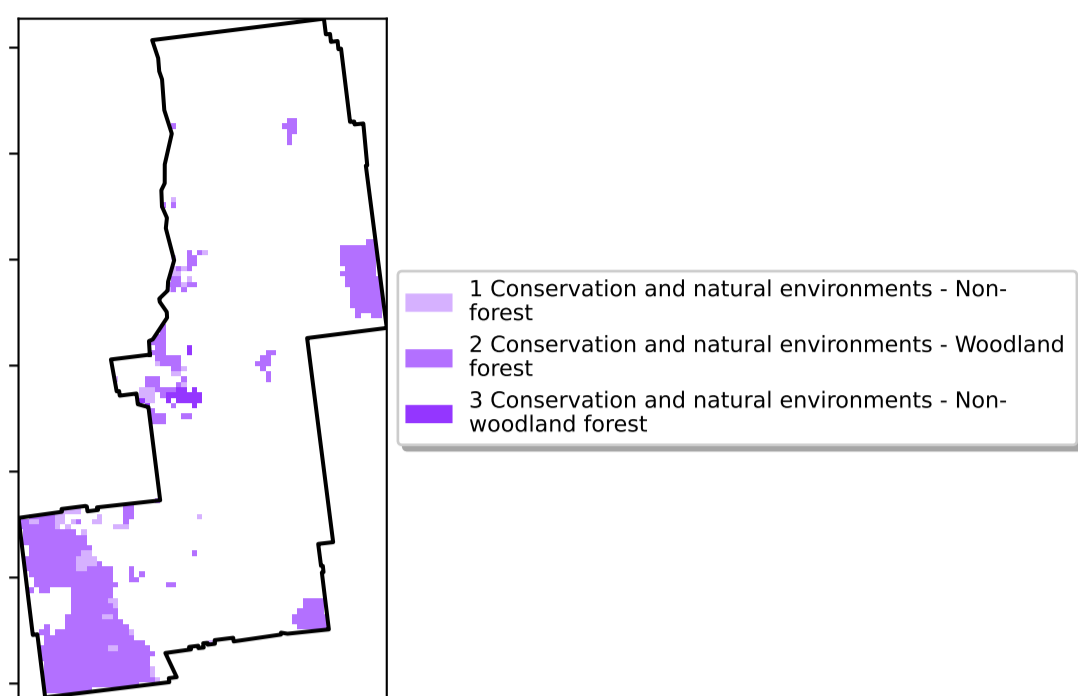 1 Conservation and natural environments - Non-
forest
2 Conservation and natural environments - Woodland
forest
3 Conservation and natural environments - Non-
woodland forest